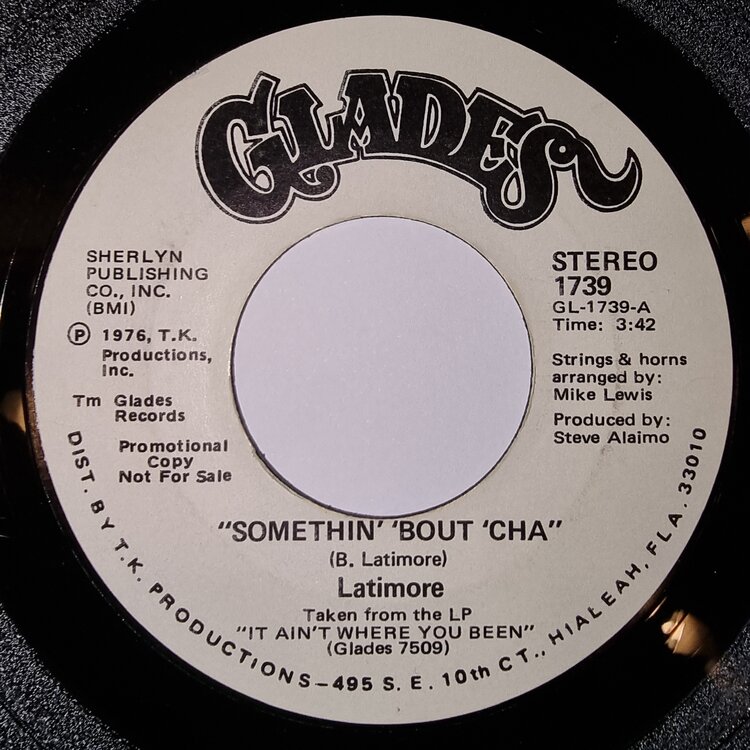 GLADES
SHERLYN
PUBLISHING
CO., INC.
(BMI)
Ⓟ 1976, T.K.
Productions,
Inc.
Tm Glades
Records
Promotional
Copy
Not For Sale
STEREO
1739
GL-1739-A
Time: 3:42
Strings & horns
arranged by:
Mike Lewis
Produced by:
Steve Alaimo
"SOMETHIN' 'BOUT 'CHA"
(B. Latimore)
Latimore
Taken from the LP
"IT AIN'T WHERE YOU BEEN"
(Glades 7509)
DIST. BY T.K. PRODUCTIONS—495 S. E. 10th CT., HIALEAH, FLA. 33010